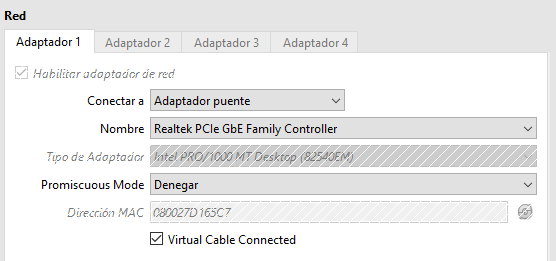 Red
Adaptador 1 Adaptador 2 Adaptador 3 Adaptador 4
Habilitar adaptador de red
Conectar a Adaptador puente
Nombre Realtek PCIe GbE Family Controller
Tipo de Adaptador Intel PRO/1000 MT Desktop (82540EM)
Promiscuous Mode Denegar
Dirección MAC 080027D165C7
Virtual Cable Connected